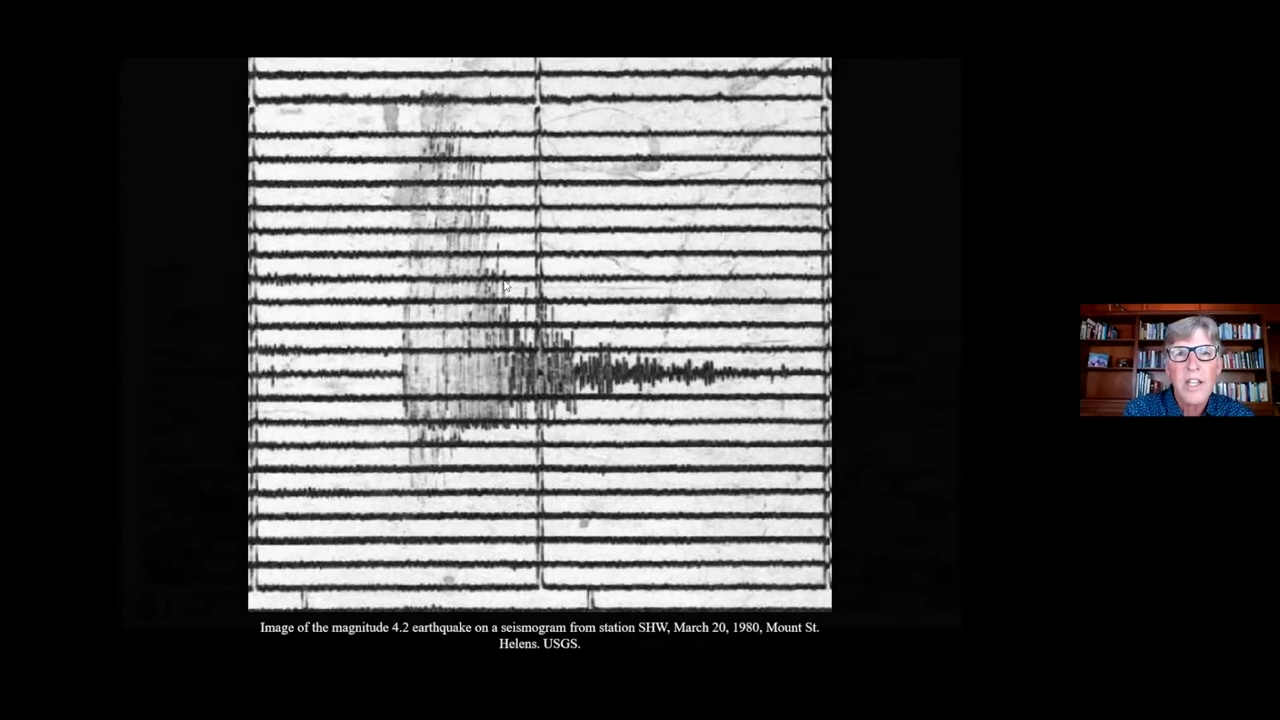 Image of the magnitude 4.2 earthquake on a seismogram from station SHW, March 20, 1980, Mount St.
Helens. USGS.